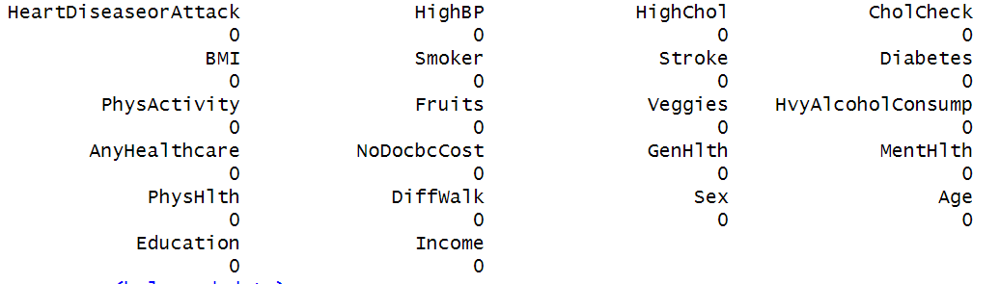 HeartDiseaseorAttack HighBP HighChol CholCheck
0 0 0 0
BMI Smoker Stroke Diabetes
0 0 0 0
PhysActivity Fruits Veggies HvyAlcoholConsump
0 0 0 0
AnyHealthcare NoDocbcCost GenHlth MentHlth
0 0 0 0
PhysHlth DiffWalk Sex Age
0 0 0 0
Education Income
0 0